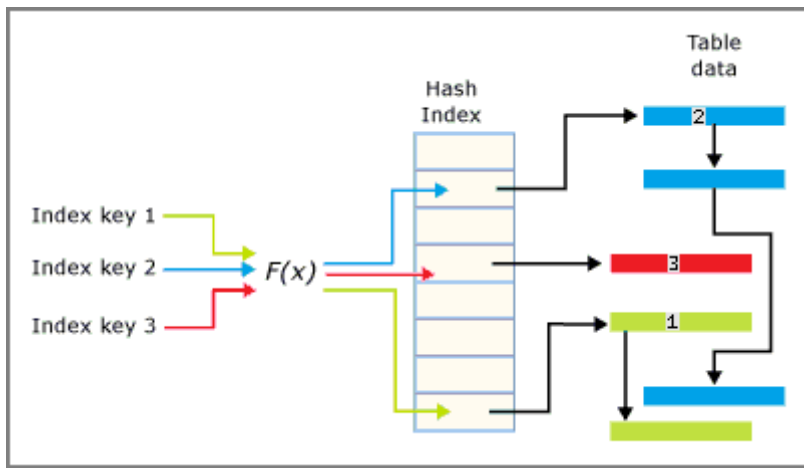 Table
data
Hash
Index
2
Index key 1
Index key 2
F(x)
3
Index key 3
1